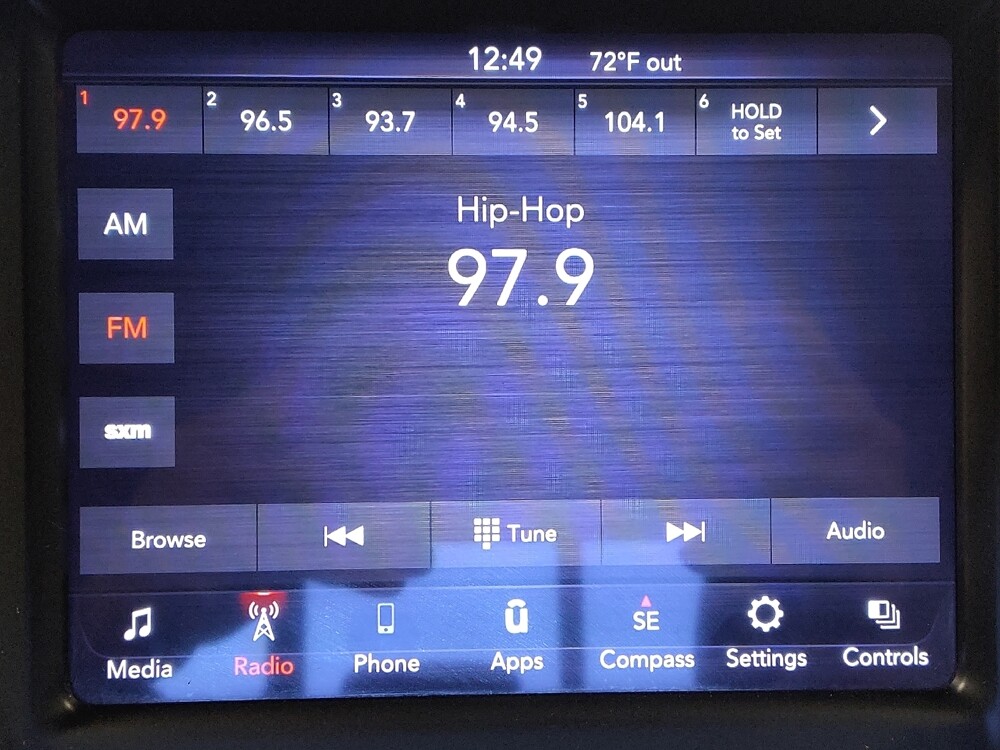 12:49 72°F out
1 97.9 2 96.5 3 93.7 4 94.5 5 104.1 6 HOLD to Set
AM
Hip-Hop
97.9
FM
sxm
Browse Tune Audio
SE
Media Radio Phone Apps Compass Settings Controls